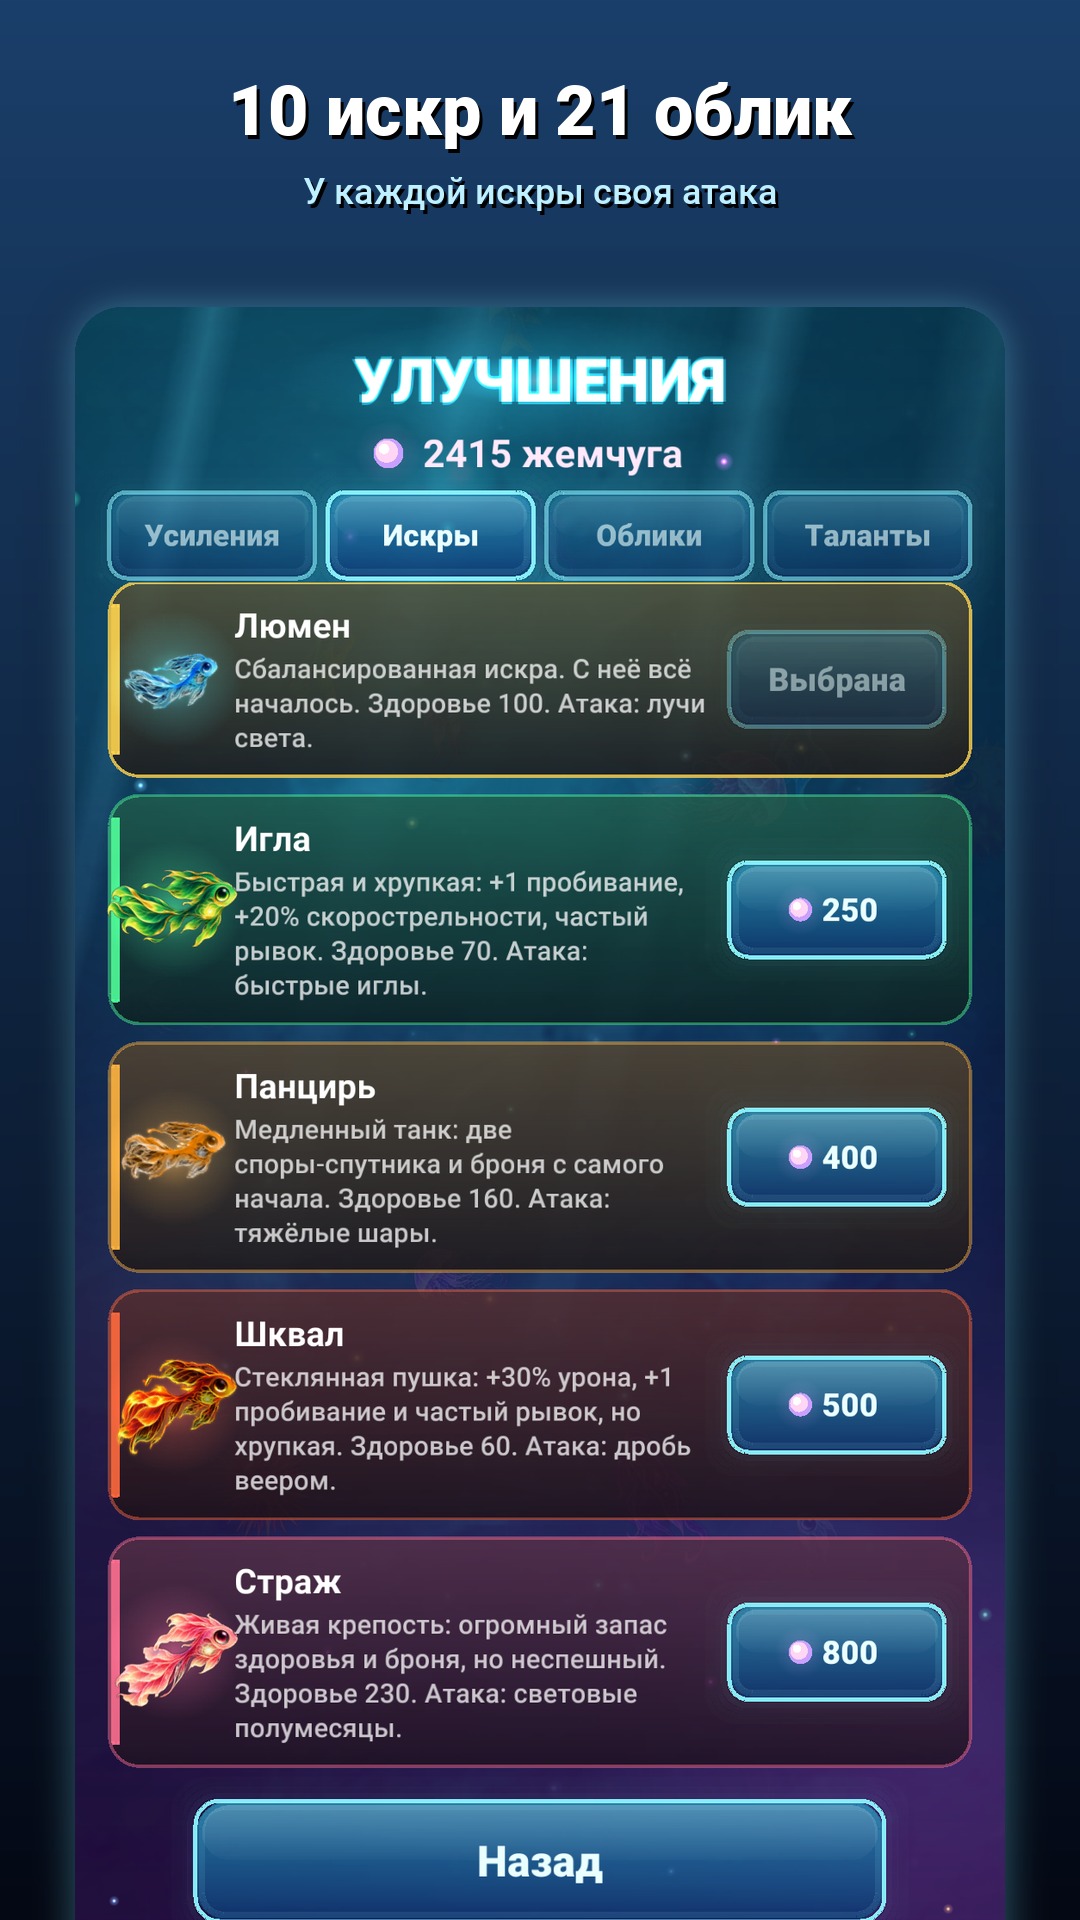 10 искр и 21 облик
У каждой искры своя атака
УЛУЧШЕНИЯ
2415 жемчуга
Усиления Искры Облики Таланты
Люмен
Сбалансированная искра. С неё всё
началось. Здоровье 100. Атака: лучи
света.
Выбрана
Игла
Быстрая и хрупкая: +1 пробивание,
+20% скорострельности, частый
рывок. Здоровье 70. Атака:
быстрые иглы.
250
Панцирь
Медленный танк: две
споры-спутника и броня с самого
начала. Здоровье 160. Атака:
тяжёлые шары.
400
Шквал
Стеклянная пушка: +30% урона, +1
пробивание и частый рывок, но
хрупкая. Здоровье 60. Атака: дробь
веером.
500
Страж
Живая крепость: огромный запас
здоровья и броня, но неспешный.
Здоровье 230. Атака: световые
полумесяцы.
800
Назад